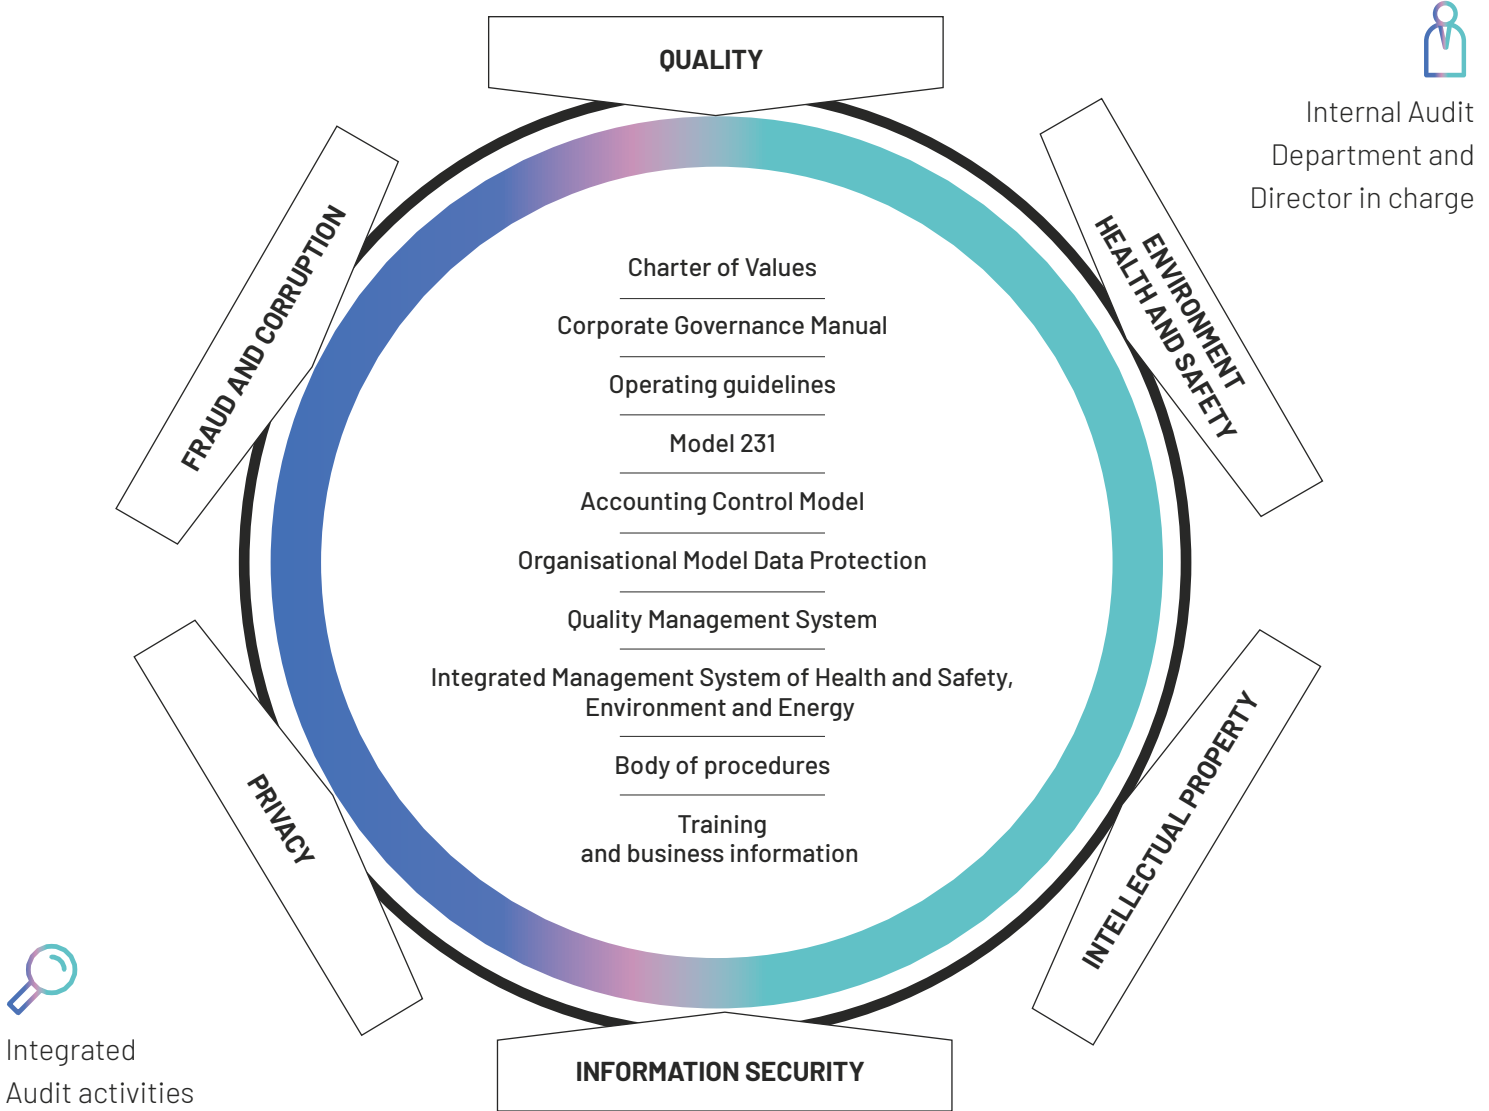 QUALITY
Internal Audit
Department and
Director in charge
FRAUD AND CORRUPTION
ENVIRONMENT
HEALTH AND SAFETY
Charter of Values
Corporate Governance Manual
Operating guidelines
Model 231
Accounting Control Model
Organisational Model Data Protection
Quality Management System
Integrated Management System of Health and Safety,
Environment and Energy
Body of procedures
Training
and business information
PRIVACY
INTELLECTUAL PROPERTY
Integrated
Audit activities
INFORMATION SECURITY